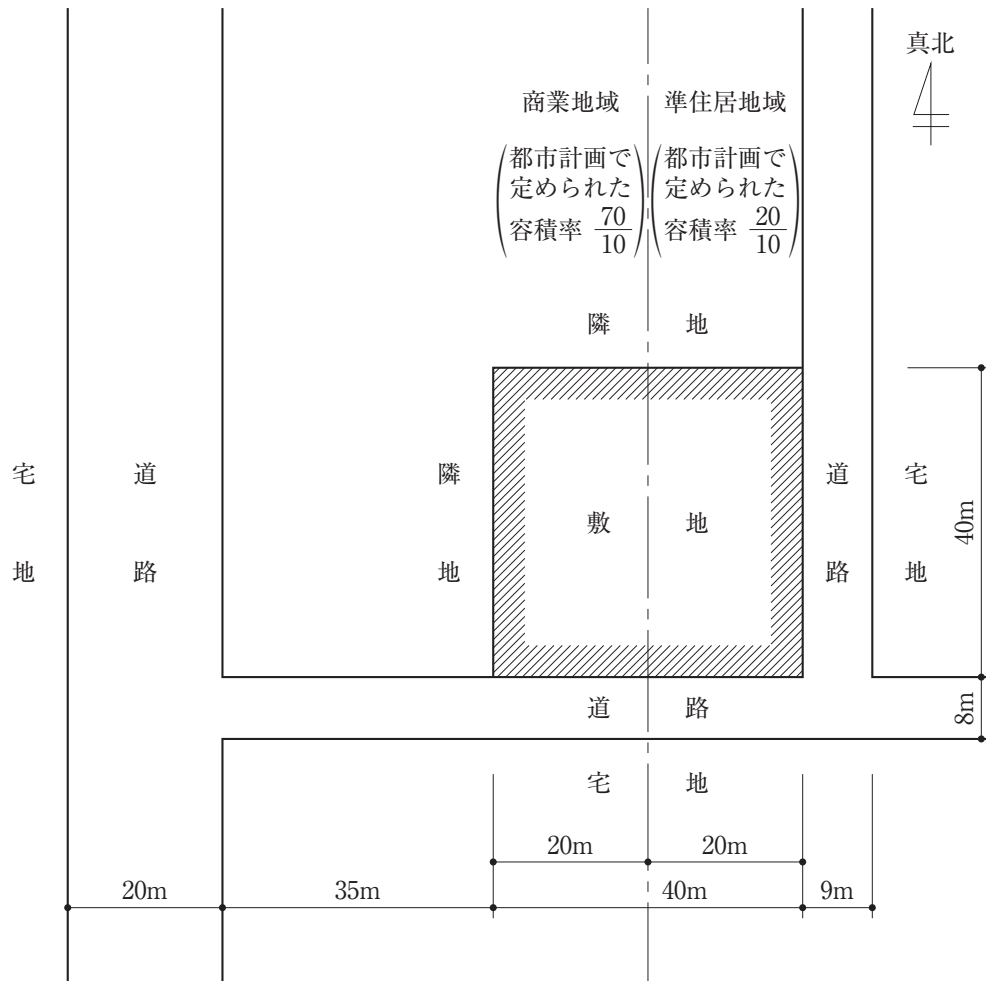 真北
商業地域
準住居地域
都市計画で
定められた
容積率 70/10
都市計画で
定められた
容積率 20/10
隣地
宅地
道路
隣地
敷地
道路
宅地
40m
道路
8m
宅地
20m
20m
20m
35m
40m
9m